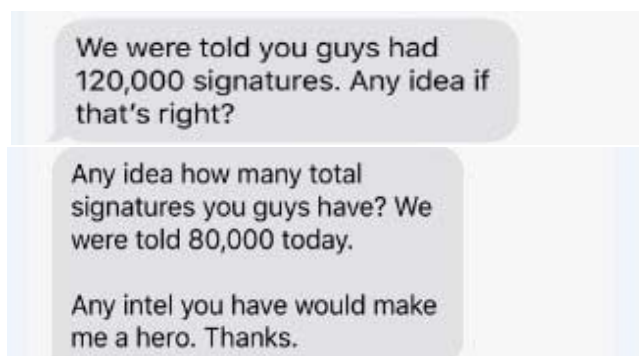 We were told you guys had
120,000 signatures. Any idea if
that's right?
Any idea how many total
signatures you guys have? We
were told 80,000 today.
Any intel you have would make
me a hero. Thanks.